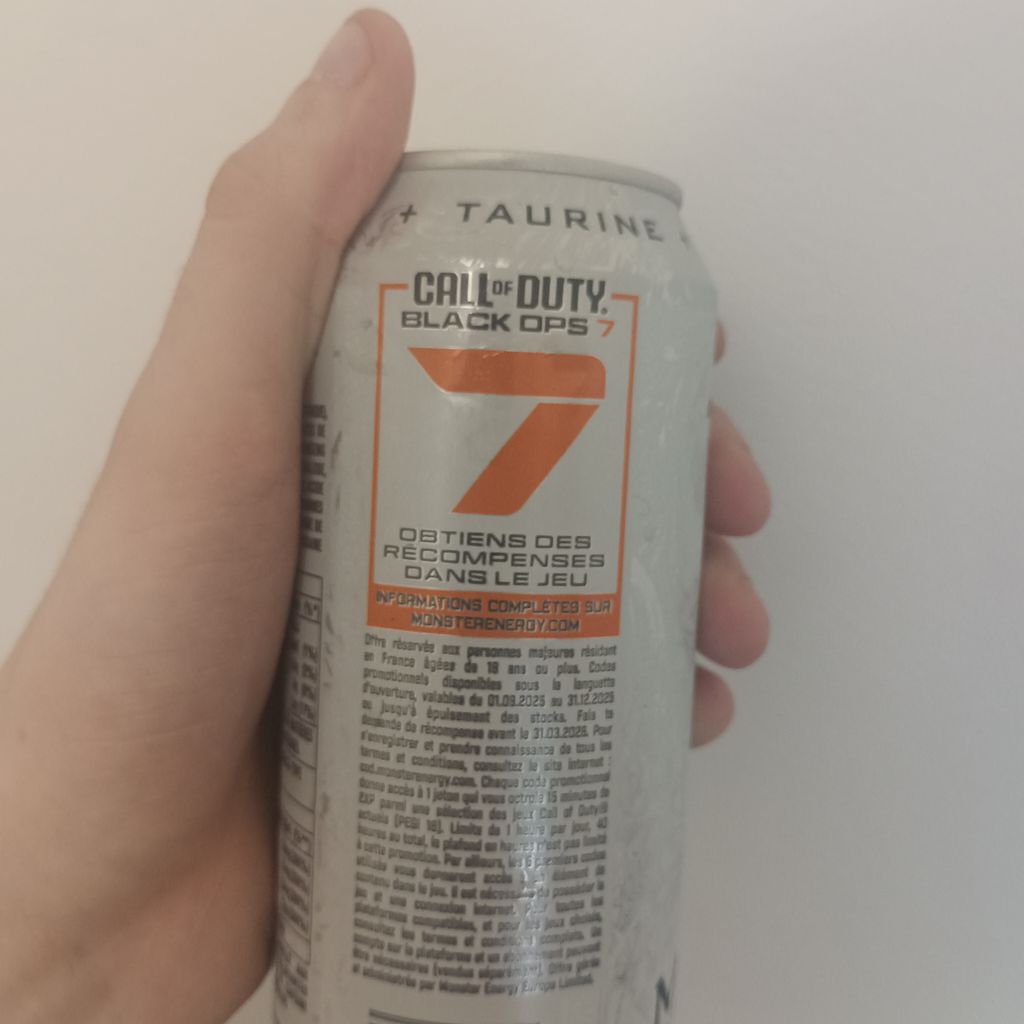 + TAURINE
CALL OF DUTY®
BLACK OPS 7
7
OBTIENS DES
RÉCOMPENSES
DANS LE JEU
INFORMATIONS COMPLÈTES SUR
MONSTERENERGY.COM
Offre réservée aux personnes majeures résidant
en France âgées de 18 ans ou plus. Codes
promotionnels disponibles sous la languette
d'ouverture, valables du 01.09.2025 au 31.12.2025
ou jusqu'à épuisement des stocks. Fais ta
demande de récompense avant le 31.03.2026. Pour
s'enregistrer et prendre connaissance de tous les
termes et conditions, consultez le site internet :
cod.monsterenergy.com. Chaque code promotionnel
donne accès à 1 jeton qui vous octroie 15 minutes de
2XP parmi une sélection des jeux Call of Duty®
actuels (PEGI 18). Limite de 1 heure par jour, 40
heures au total, le plafond en heures n'est pas limité
à cette promotion. Par ailleurs, les 6 premiers codes
utilisés vous donneront accès à un élément de
contenu dans le jeu. Il est nécessaire de posséder le
jeu et une connexion internet. Pour toutes les
plateformes compatibles, et pour les jeux choisis,
consultez les termes et conditions complets. Un
compte sur la plateforme et un abonnement peuvent
être nécessaires (vendus séparément). Offre gérée
et administrée par Monster Energy Europe Limited.